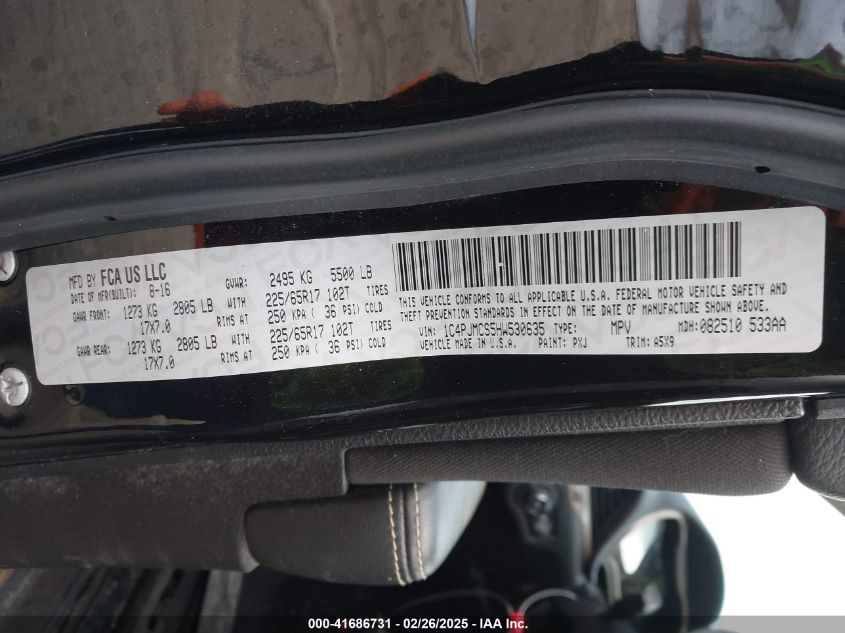 MFD BY FCA US LLC
DATE OF MFR(BUILT): 8-16 GVWR: 2495 KG 5500 LB
GAWR FRONT: 1273 KG 2805 LB WITH 225/65R17 102T TIRES
17X7.0 RIMS AT 250 KPA ( 36 PSI) COLD
GAWR REAR: 1273 KG 2805 LB WITH 225/65R17 102T TIRES
17X7.0 RIMS AT 250 KPA ( 36 PSI) COLD
THIS VEHICLE CONFORMS TO ALL APPLICABLE U.S.A. FEDERAL MOTOR VEHICLE SAFETY AND
THEFT PREVENTION STANDARDS IN EFFECT ON THE DATE OF MANUFACTURE SHOWN ABOVE.
VIN: 1C4PJMCS5HW530635 TYPE: MPV MDH: 082510 533AA
MADE IN U.S.A. PAINT: PXJ TRIM: A5X9
000-41686731 - 02/26/2025 - IAA Inc.